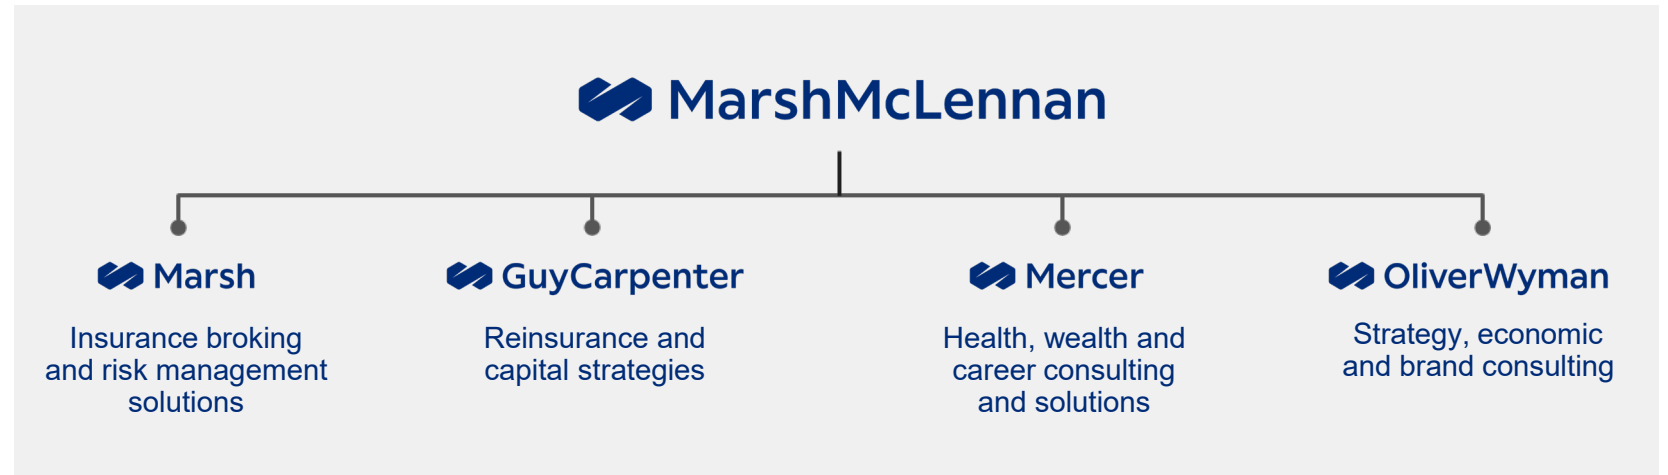 MarshMcLennan
Marsh
Insurance broking
and risk management
solutions
GuyCarpenter
Reinsurance and
capital strategies
Mercer
Health, wealth and
career consulting
and solutions
OliverWyman
Strategy, economic
and brand consulting